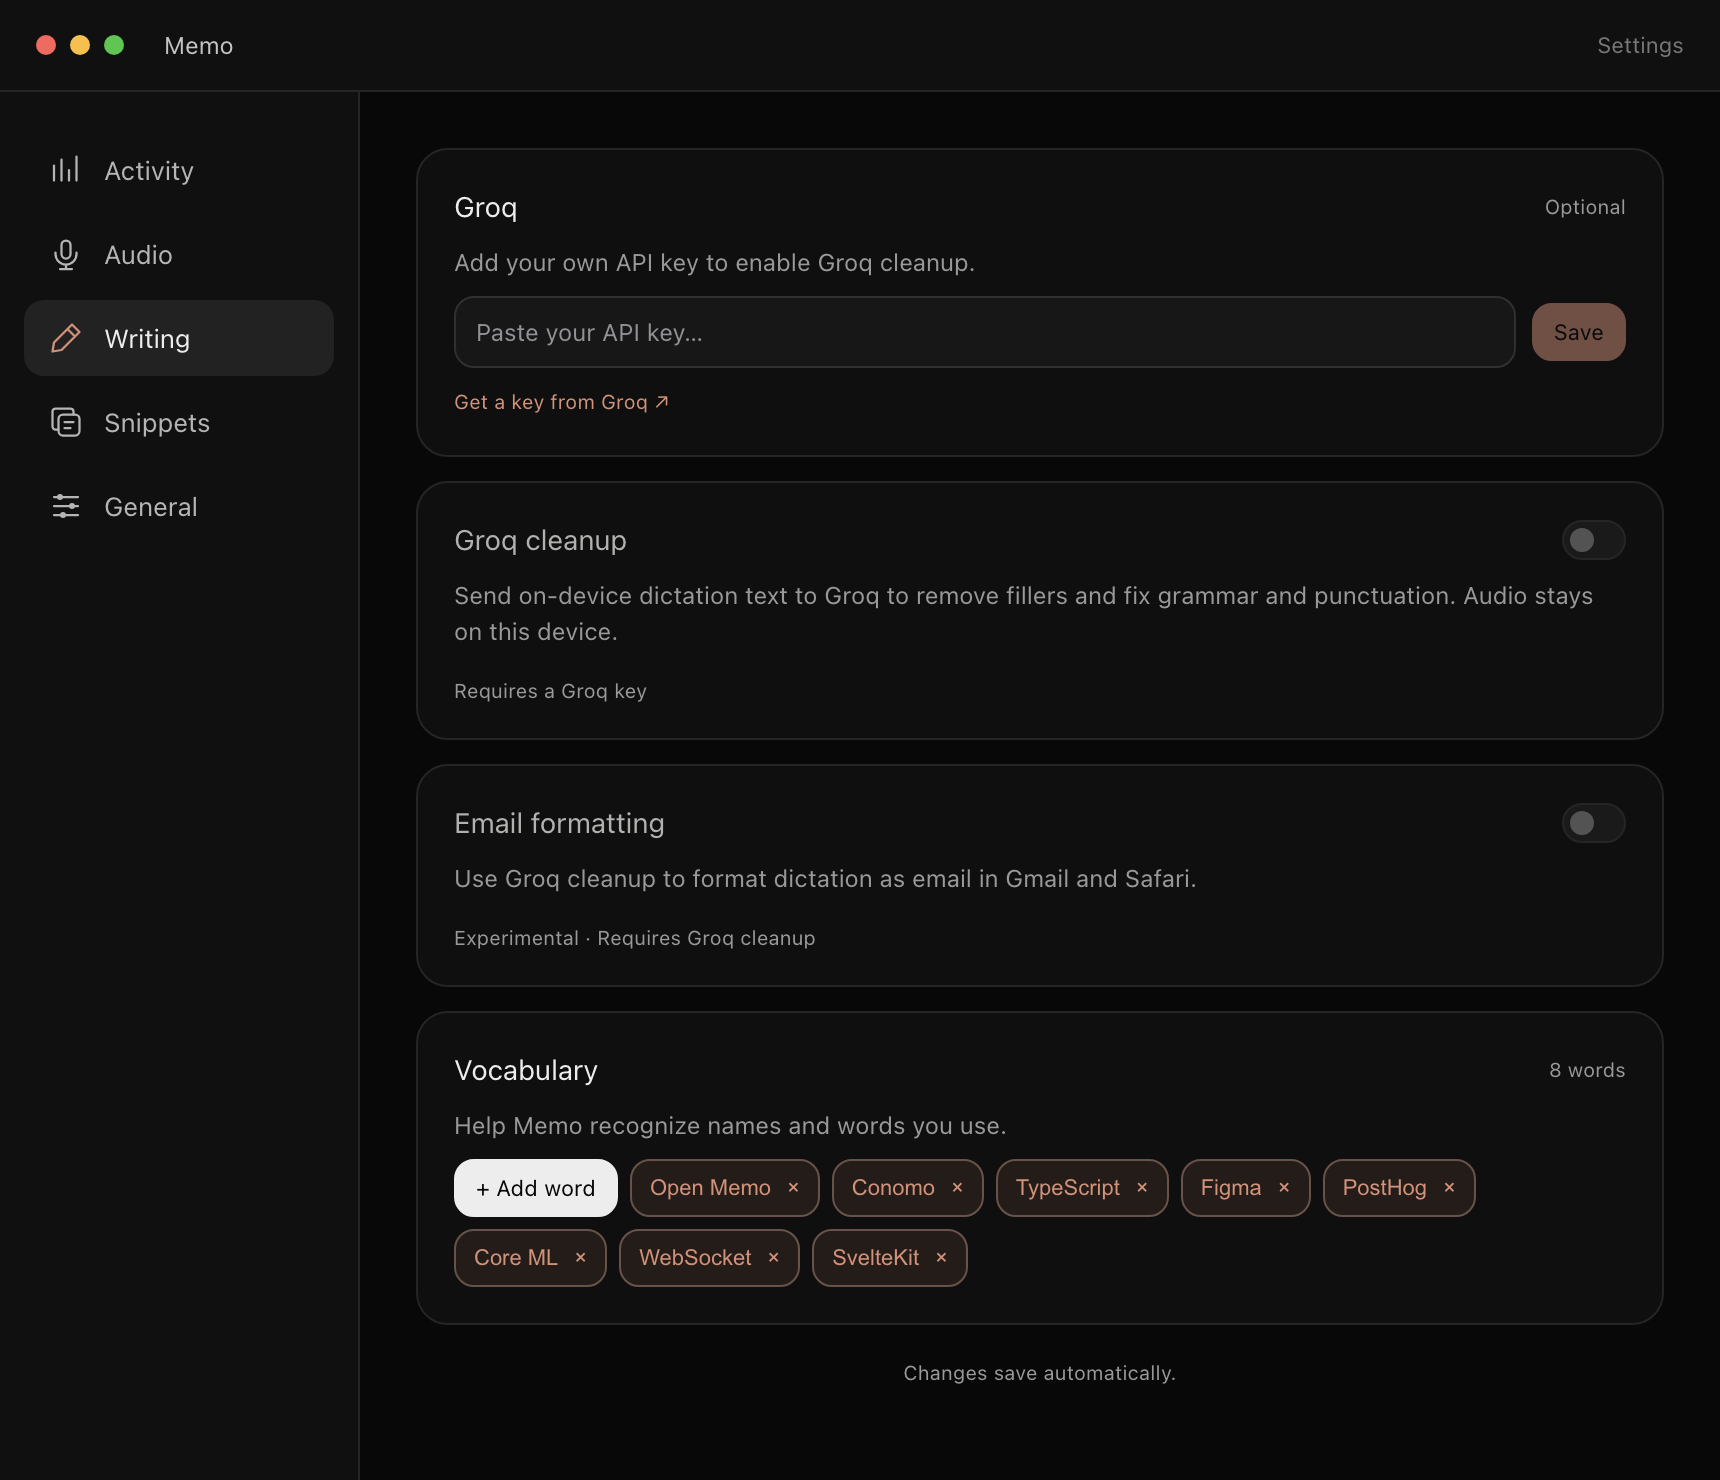 Memo
Settings
Activity
Audio
Writing
Snippets
General
Groq
Optional
Add your own API key to enable Groq cleanup.
Paste your API key...
Save
Get a key from Groq ↗
Groq cleanup
Send on-device dictation text to Groq to remove fillers and fix grammar and punctuation. Audio stays
on this device.
Requires a Groq key
Email formatting
Use Groq cleanup to format dictation as email in Gmail and Safari.
Experimental · Requires Groq cleanup
Vocabulary
8 words
Help Memo recognize names and words you use.
+ Add word
Open Memo ×
Conomo ×
TypeScript ×
Figma ×
PostHog ×
Core ML ×
WebSocket ×
SvelteKit ×
Changes save automatically.